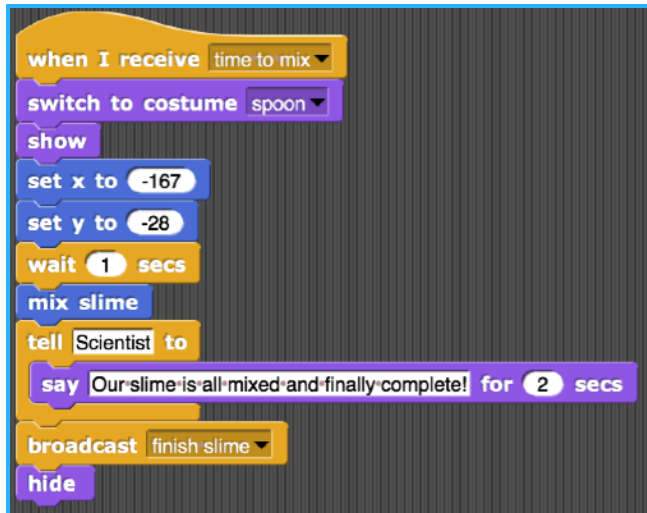 when I receive time to mix
switch to costume spoon
show
set x to -167
set y to -28
wait 1 secs
mix slime
tell Scientist to
say Our slime is all mixed and finally complete! for 2 secs
broadcast finish slime
hide